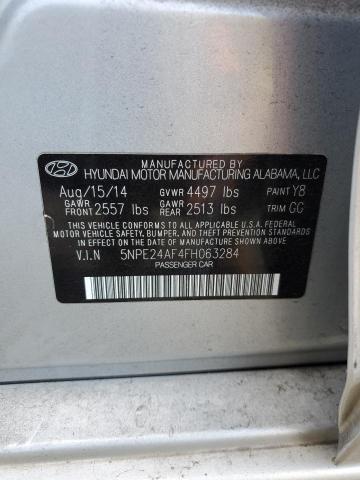 MANUFACTURED BY
HYUNDAI MOTOR MANUFACTURING ALABAMA, LLC
Aug/15/14 GVWR 4497 lbs PAINT Y8
GAWR FRONT 2557 lbs GAWR REAR 2513 lbs TRIM GG
THIS VEHICLE CONFORMS TO ALL APPLICABLE U.S.A. FEDERAL
MOTOR VEHICLE SAFETY, BUMPER, AND THEFT PREVENTION
STANDARDS IN EFFECT ON THE DATE OF MANUFACTURE SHOWN ABOVE.
V.I.N 5NPE24AF4FH063284
PASSENGER CAR